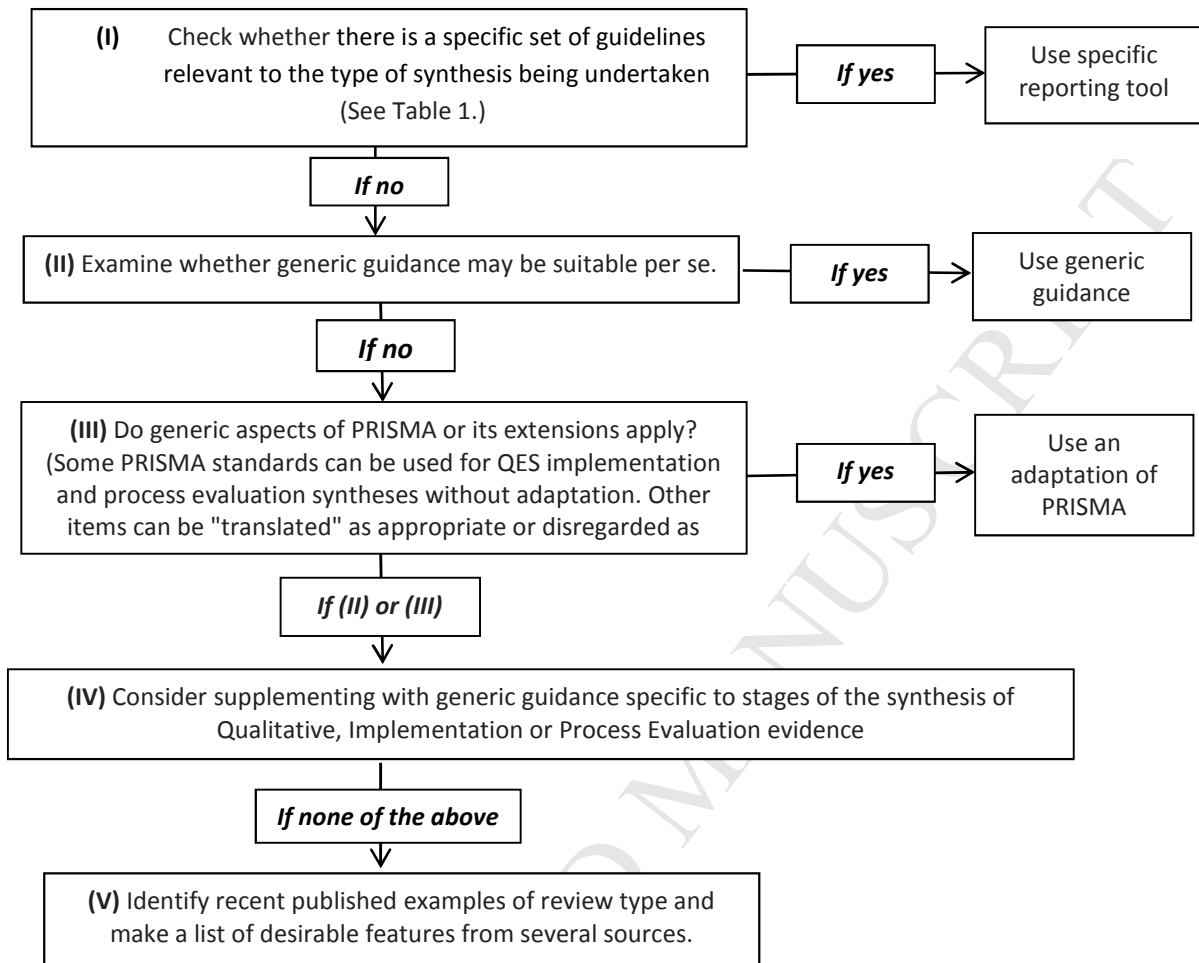 (I) Check whether there is a specific set of guidelines
relevant to the type of synthesis being undertaken
(See Table 1.)
If yes
Use specific
reporting tool
If no
(II) Examine whether generic guidance may be suitable per se.
If yes
Use generic
guidance
If no
(III) Do generic aspects of PRISMA or its extensions apply?
(Some PRISMA standards can be used for QES implementation
and process evaluation syntheses without adaptation. Other
items can be "translated" as appropriate or disregarded as
If yes
Use an
adaptation of
PRISMA
If (II) or (III)
(IV) Consider supplementing with generic guidance specific to stages of the synthesis of
Qualitative, Implementation or Process Evaluation evidence
If none of the above
(V) Identify recent published examples of review type and
make a list of desirable features from several sources.
D MANUSCRIPT